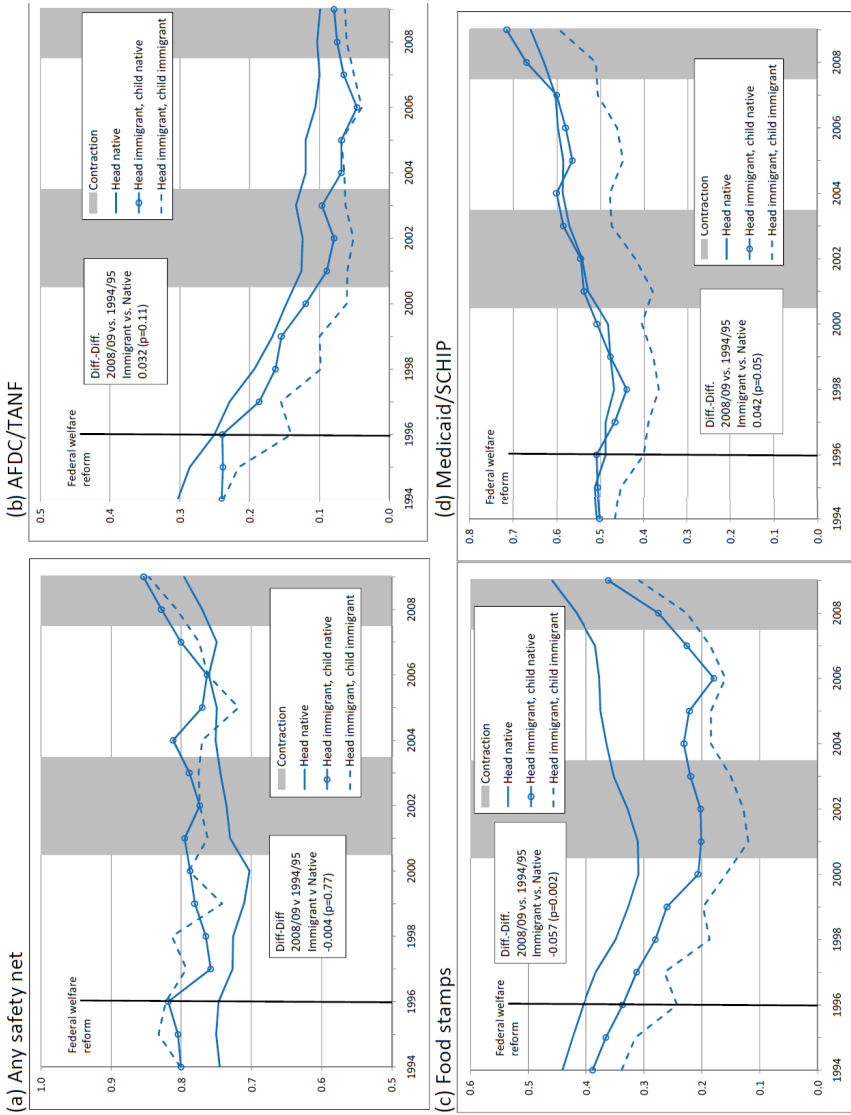 (a) Any safety net
1.0
0.9
0.8
0.7
0.6
0.5
Federal welfare
reform
Diff-Diff
2008/09 v 1994/95
Immigrant v Native
-0.004 (p=0.77)
Contraction
Head native
Head immigrant, child native
Head immigrant, child immigrant
1994
1996
1998
2000
2002
2004
2006
2008
(b) AFDC/TANF
0.5
0.4
0.3
0.2
0.1
0.0
Federal welfare
reform
Diff.-Diff.
2008/09 vs. 1994/95
Immigrant vs. Native
0.032 (p=0.11)
Contraction
Head native
Head immigrant, child native
Head immigrant, child immigrant
1994
1996
1998
2000
2002
2004
2006
2008
(c) Food stamps
0.6
0.5
0.4
0.3
0.2
0.1
0.0
Federal welfare
reform
Diff.-Diff.
2008/09 vs. 1994/95
Immigrant vs. Native
-0.057 (p=0.002)
Contraction
Head native
Head immigrant, child native
Head immigrant, child immigrant
1994
1996
1998
2000
2002
2004
2006
2008
(d) Medicaid/SCHIP
0.8
0.7
0.6
0.5
0.4
0.3
0.2
0.1
0.0
Federal welfare
reform
Diff.-Diff.
2008/09 vs. 1994/95
Immigrant vs. Native
0.042 (p=0.05)
Contraction
Head native
Head immigrant, child native
Head immigrant, child immigrant
1994
1996
1998
2000
2002
2004
2006
2008